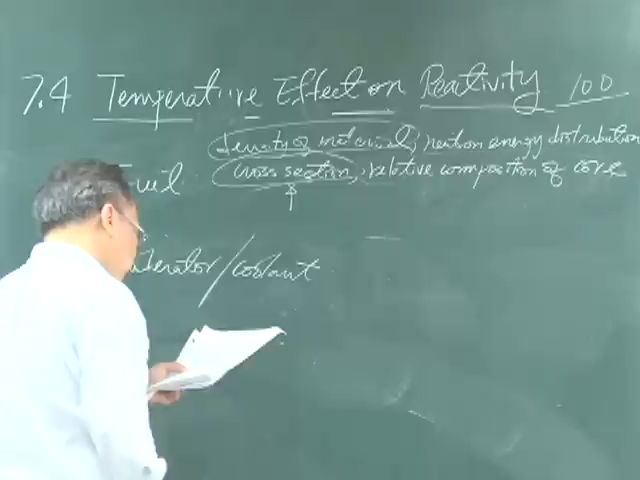 7.4 Temperature Effect on Reactivity 100
density of material, neutron energy distribution
Fuel cross section, relative composition of core
/coolant